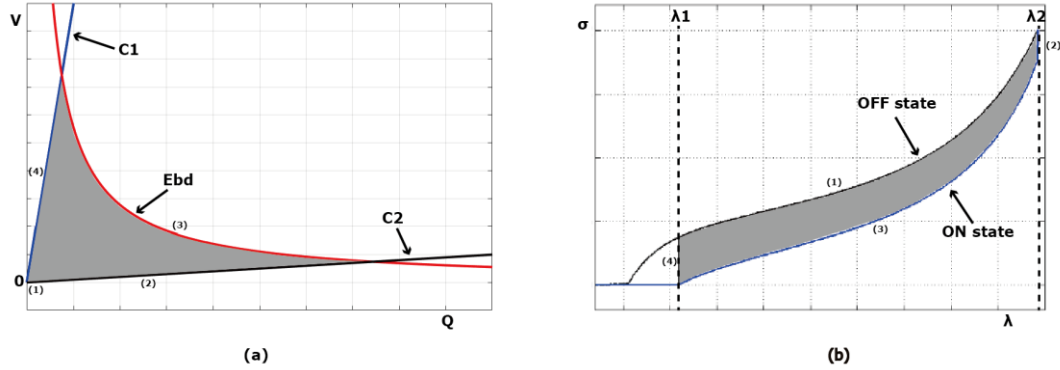 V
C1
(4)
Ebd
(3)
C2
0
(1)
(2)
Q
(a)
σ
λ1
λ2
(2)
OFF state
(1)
(3)
ON state
(4)
λ
(b)